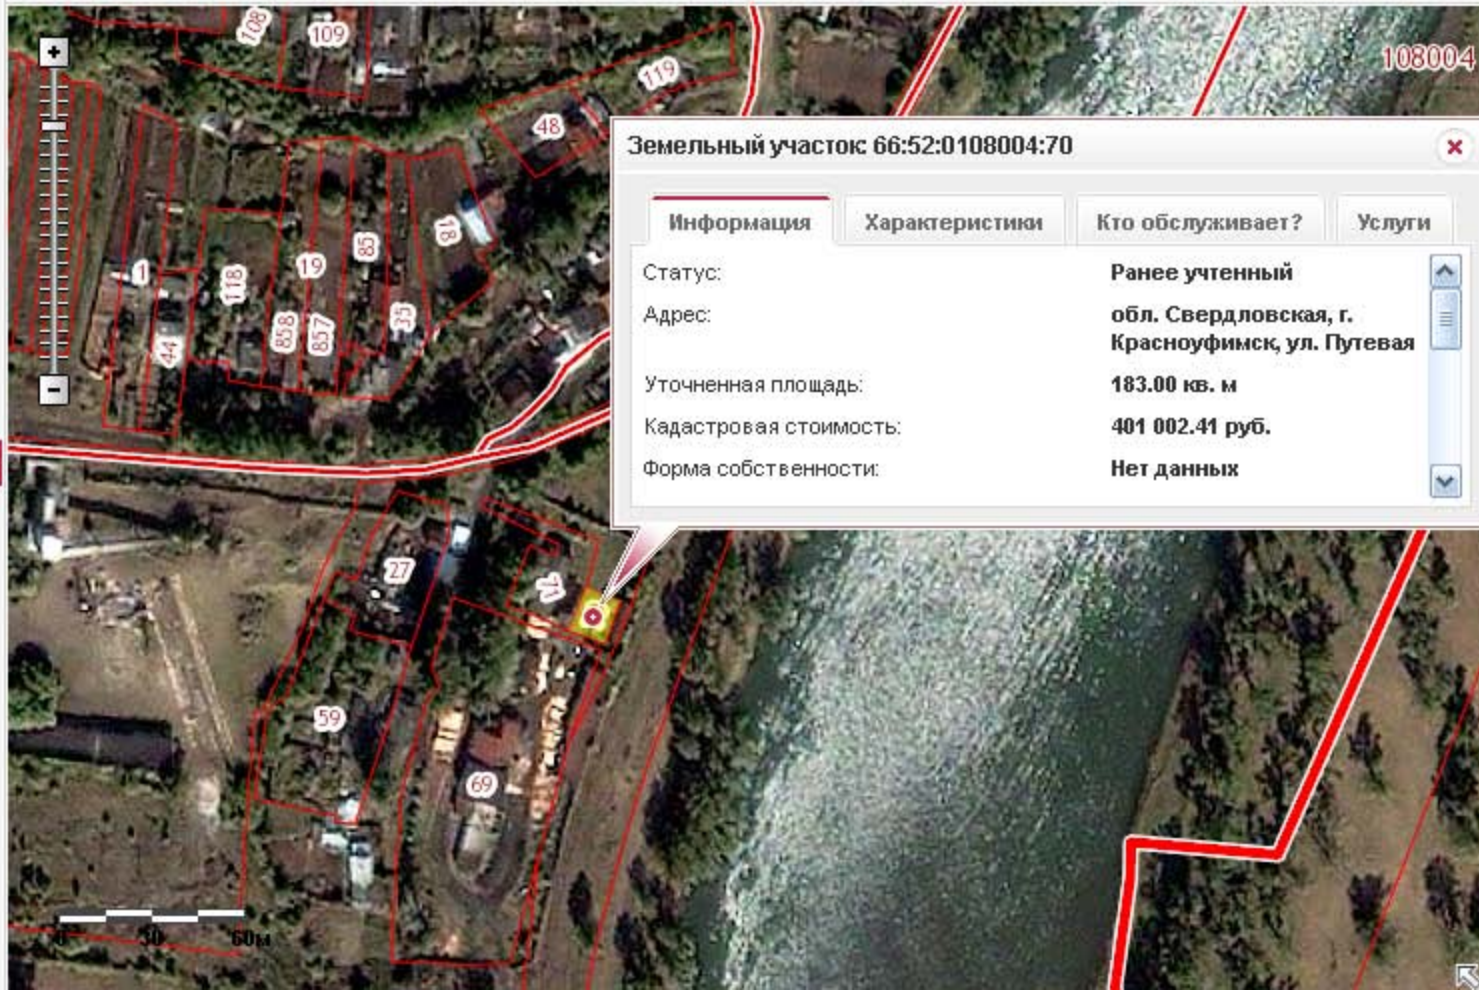 108
109
119
48
108004
Земельный участок: 66:52:0108004:70
Информация
Характеристики
Кто обслуживает?
Услуги
Статус:
Ранее учтенный
Адрес:
обл. Свердловская, г.
Красноуфимск, ул. Путевая
Уточненная площадь:
183.00 кв. м
Кадастровая стоимость:
401 002.41 руб.
Форма собственности:
Нет данных
1
44
118
19
858
857
85
35
18
27
71
59
69
0
30
60м